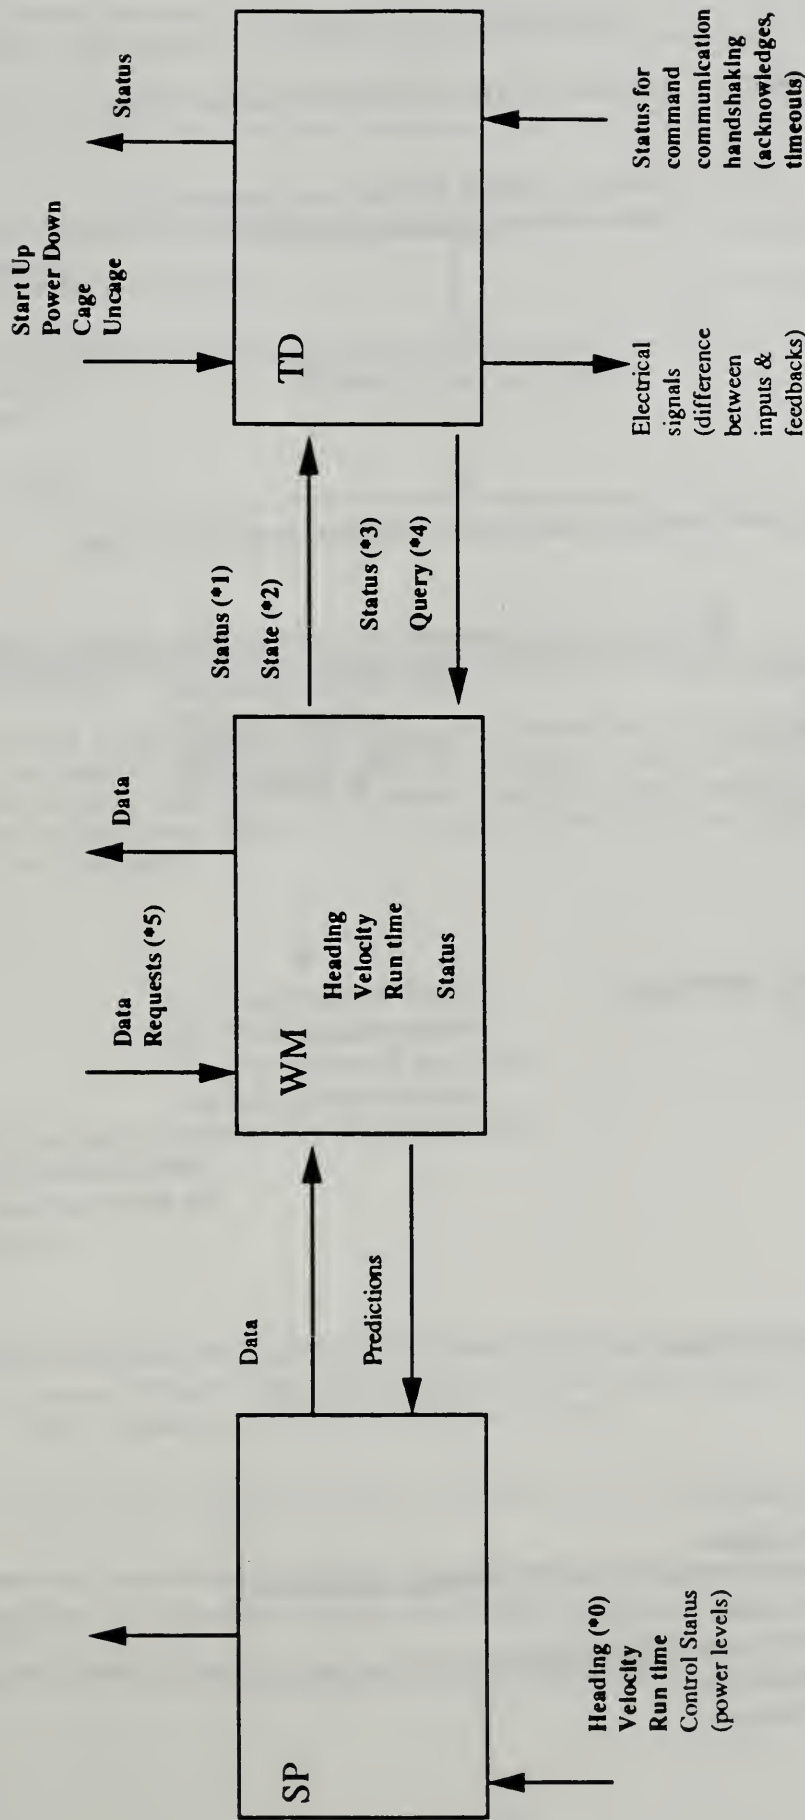 SP
Heading (*0)
Velocity
Run time
Control Status
(power levels)
Data
Predictions
WM
Data
Requests (*5)
Data
Heading
Velocity
Run time
Status
Status (*1)
State (*2)
Status (*3)
Query (*4)
TD
Start Up
Power Down
Cage
Uncage
Status
Electrical
signals
(difference
between
inputs &
feedbacks)
Status for
command
communication
handshaking
(acknowledges,
timeouts)